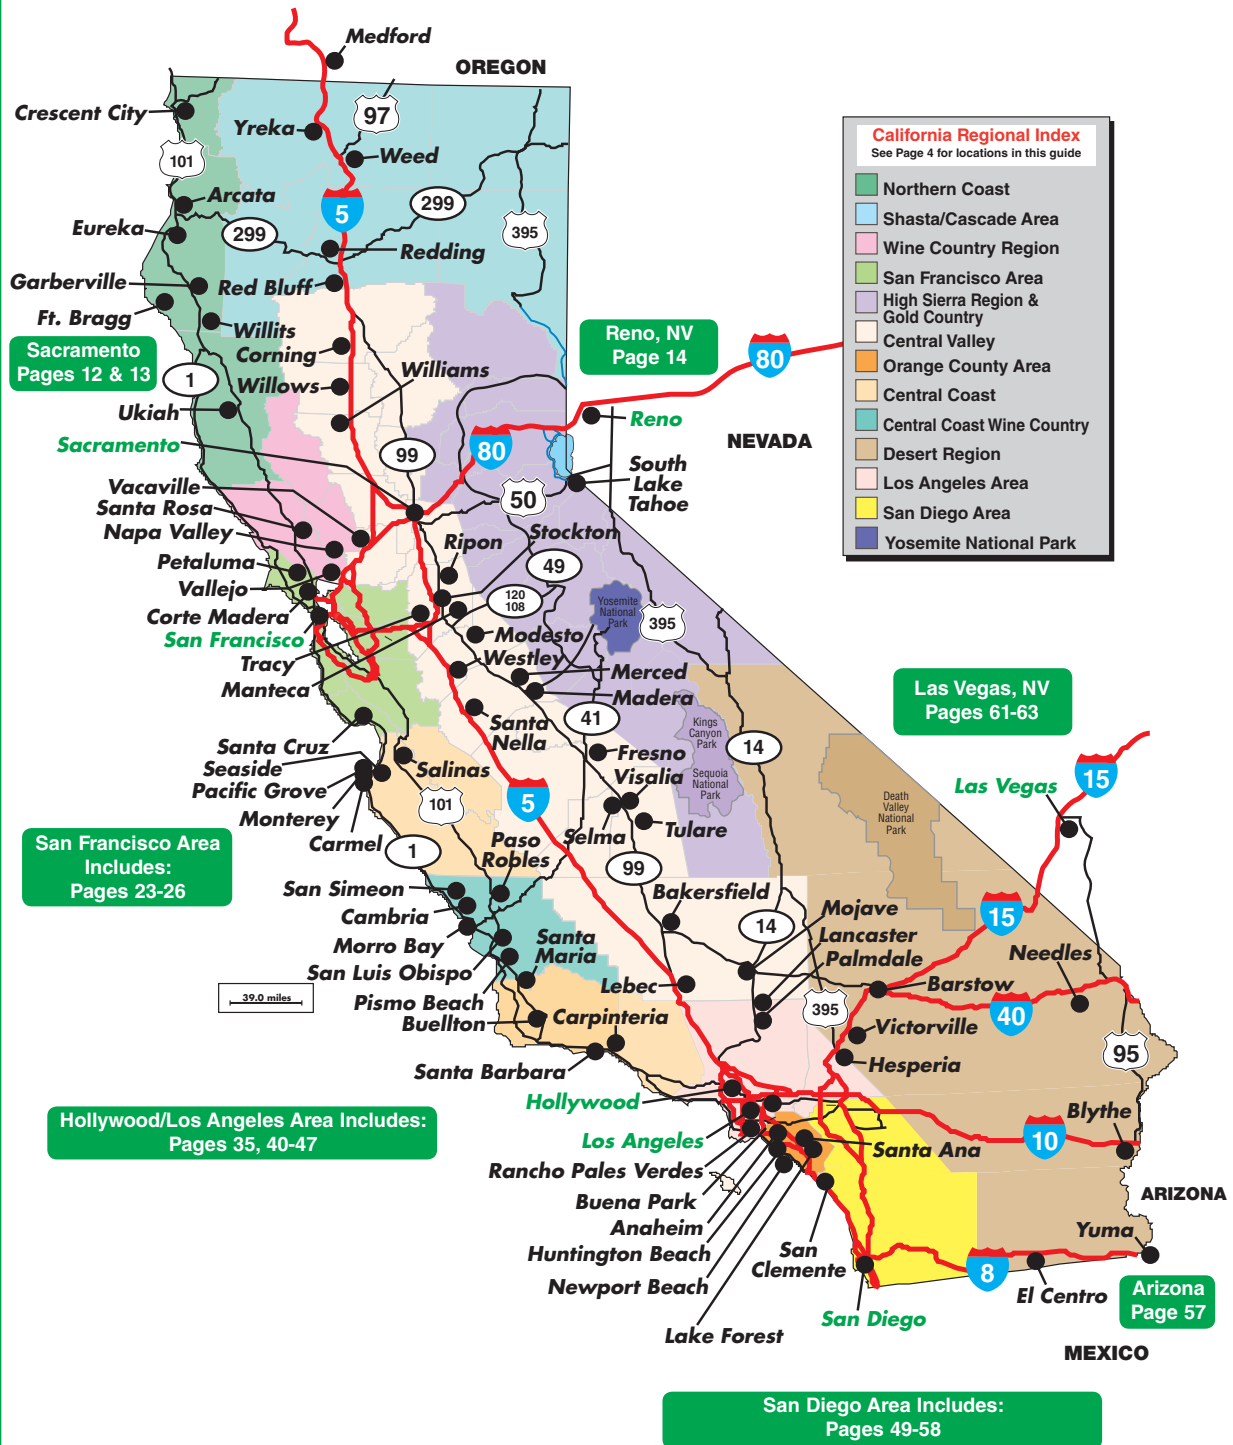 Medford
OREGON
Crescent City
97
Yreka
101
Weed
Arcata
299
5
Eureka
299
395
Redding
Garberville
Red Bluff
Ft. Bragg
Willits
Corning
Sacramento
Pages 12 & 13
1
Willows
Williams
Ukiah
Reno, NV
Page 14
80
California Regional Index
See Page 4 for locations in this guide
Northern Coast
Shasta/Cascade Area
Wine Country Region
San Francisco Area
High Sierra Region &
Gold Country
Central Valley
Orange County Area
Central Coast
Central Coast Wine Country
Desert Region
Los Angeles Area
San Diego Area
Yosemite National Park
Sacramento
99
80
Reno
NEVADA
South
Lake
Tahoe
50
Vacaville
Santa Rosa
Napa Valley
Stockton
Ripon
Petaluma
49
Vallejo
120
108
Yosemite
National
Park
395
Corte Madera
San Francisco
Modesto
Tracy
Westley
Merced
Manteca
Madera
Las Vegas, NV
Pages 61-63
Santa
Nella
41
Kings
Canyon
Park
14
Santa Cruz
Seaside
Salinas
Fresno
Visalia
Sequoia
National
Park
Pacific Grove
101
5
Las Vegas
15
Monterey
Death
Valley
National
Park
Carmel
1
Selma
Tulare
Paso
Robles
San Francisco Area
Includes:
Pages 23-26
99
San Simeon
Bakersfield
Cambria
14
Mojave
15
Morro Bay
Santa
Maria
Lancaster
Needles
San Luis Obispo
Palmdale
39.0 miles
Pismo Beach
Lebec
Barstow
Buellton
Carpinteria
395
40
Victorville
95
Santa Barbara
Hesperia
Hollywood
Blythe
Hollywood/Los Angeles Area Includes:
Pages 35, 40-47
Los Angeles
Santa Ana
10
Rancho Pales Verdes
Buena Park
ARIZONA
Anaheim
Yuma
Huntington Beach
San
Clemente
8
Newport Beach
El Centro
Arizona
Page 57
San Diego
Lake Forest
MEXICO
San Diego Area Includes:
Pages 49-58